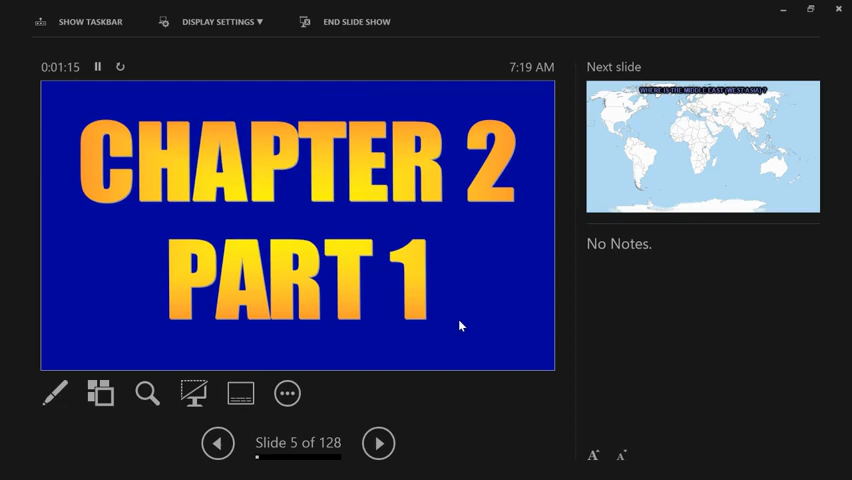 SHOW TASKBAR
DISPLAY SETTINGS ▼
END SLIDE SHOW
0:01:15
7:19 AM
Next slide
CHAPTER 2
PART 1
WHERE IS THE MIDDLE EAST (WEST ASIA) ?
No Notes.
Slide 5 of 128
A
A